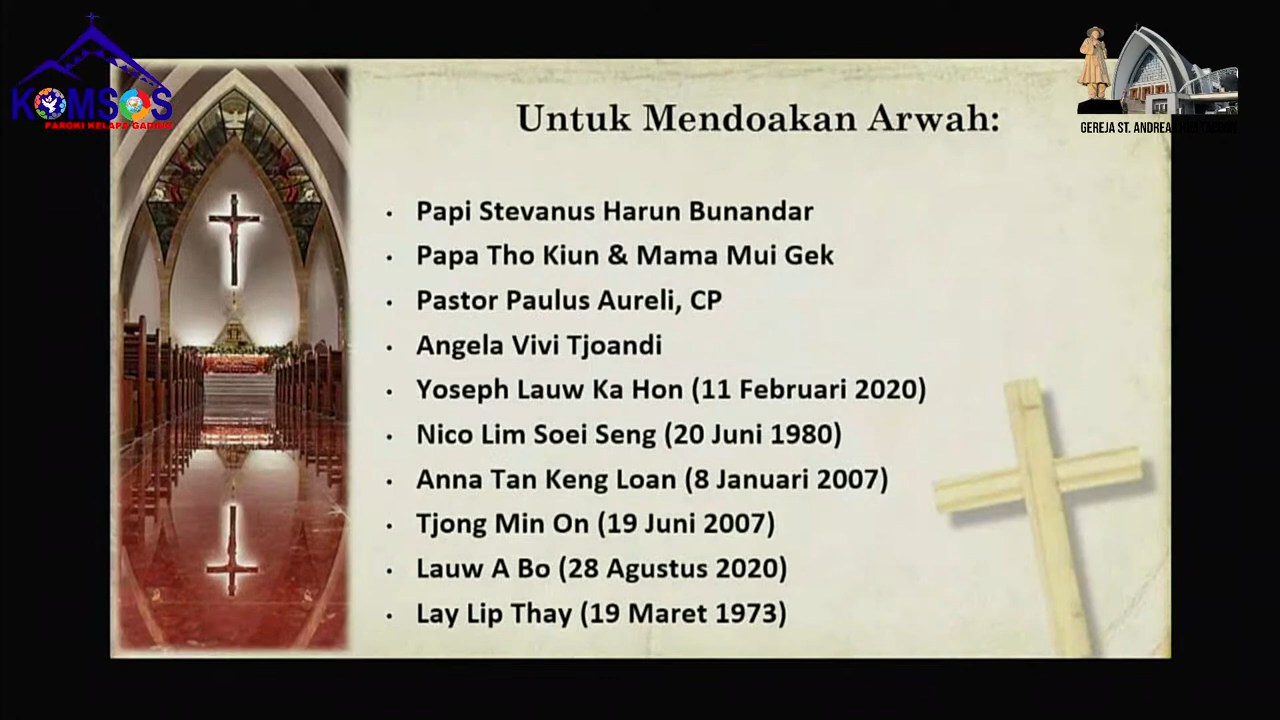 KOMSOS
PAROKI KELAPA GADING
GEREJA ST. ANDREAS
Untuk Mendoakan Arwah:
• Papi Stevanus Harun Bunandar
• Papa Tho Kiun & Mama Mui Gek
• Pastor Paulus Aureli, CP
• Angela Vivi Tjoandi
• Yoseph Lauw Ka Hon (11 Februari 2020)
• Nico Lim Soei Seng (20 Juni 1980)
• Anna Tan Keng Loan (8 Januari 2007)
• Tjong Min On (19 Juni 2007)
• Lauw A Bo (28 Agustus 2020)
• Lay Lip Thay (19 Maret 1973)